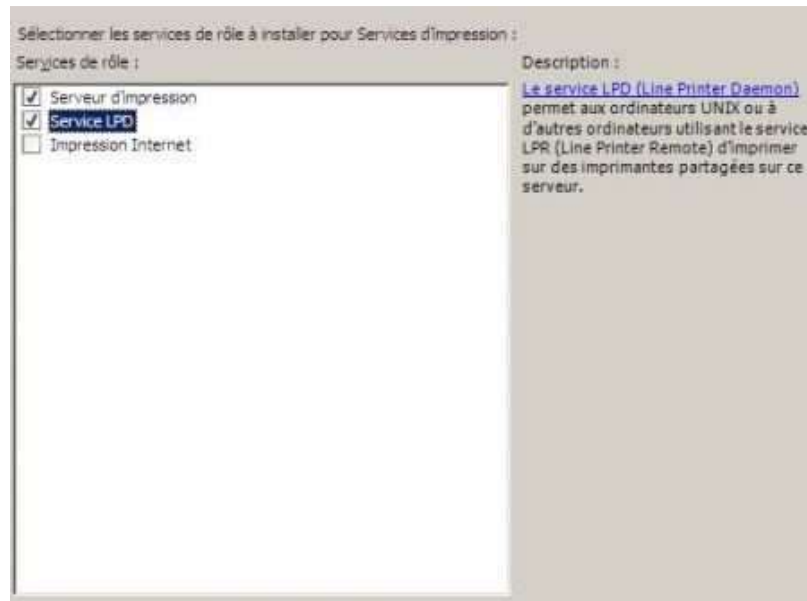 Sélectionner les services de rôle à installer pour Services d'impression :
Services de rôle :
Serveur d'impression
Service LPD
Impression Internet
Description :
Le service LPD (Line Printer Daemon)
permet aux ordinateurs UNIX ou à
d'autres ordinateurs utilisant le service
LPR (Line Printer Remote) d'imprimer
sur des imprimantes partagées sur ce
serveur.